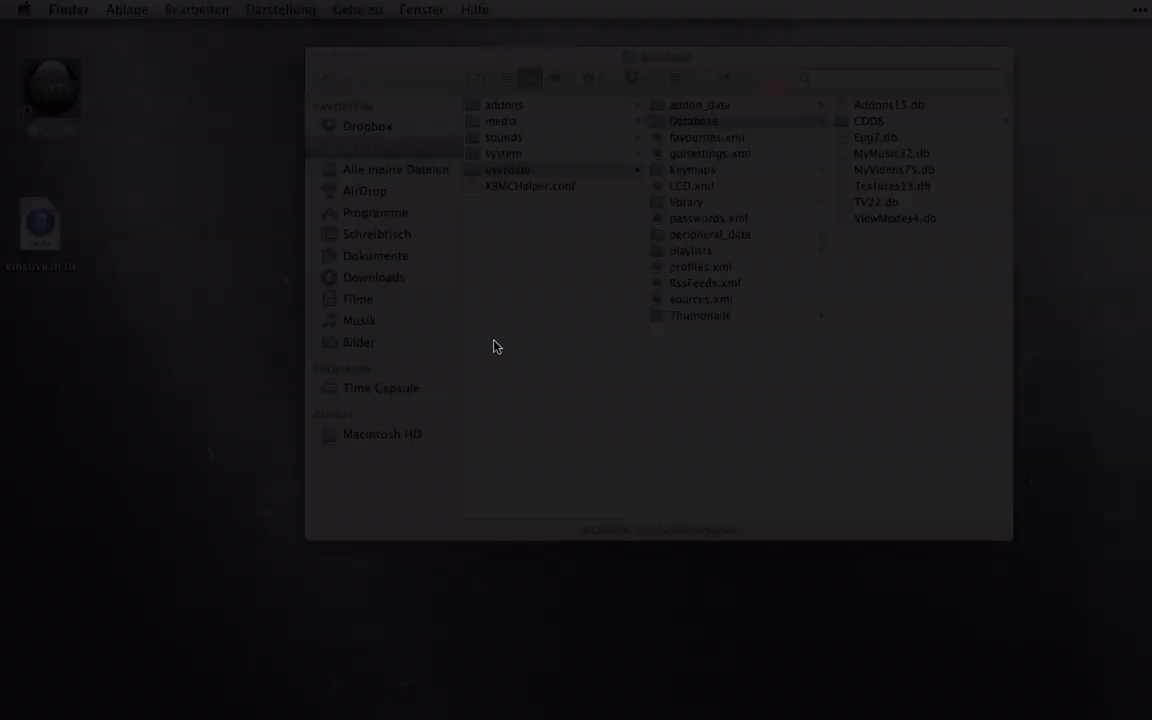 Finder Ablage Bearbeiten Darstellung Gehe zu Fenster Hilfe
emslive.m3u
Dropbox
Alle meine Dateien
AirDrop
Programme
Schreibtisch
Dokumente
Downloads
Filme
Musik
Bilder
Time Capsule
Macintosh HD
addons
media
sounds
system
userdata
XBMCHelper.conf
addon_data
Database
favourites.xml
guisettings.xml
keymaps
LCD.xml
library
passwords.xml
peripheral_data
playlists
profiles.xml
RssFeeds.xml
sources.xml
Thumbnails
Addons15.db
CDDB
Epg7.db
MyMusic32.db
MyVideos75.db
Textures13.db
TV22.db
ViewModes4.db